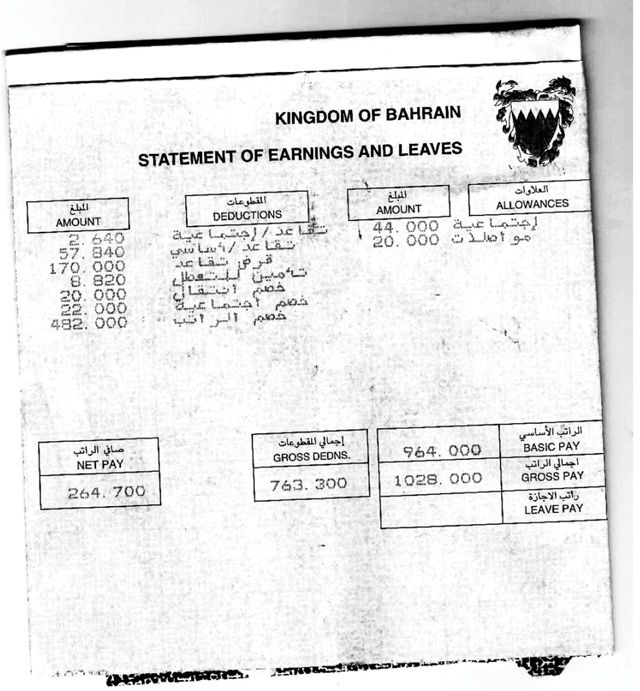 KINGDOM OF BAHRAIN
STATEMENT OF EARNINGS AND LEAVES
العلاوات
ALLOWANCES
المبلغ
AMOUNT
المقطوعات
DEDUCTIONS
المبلغ
AMOUNT
إجتماعية 44.000
مواصلات 20.000
تقاعد/إجتماعية 2.640
تقاعد/أساسي 57.840
قرض تقاعد 170.000
تأمين للتعطل 8.820
خصم انتقال 20.000
خصم اجتماعية 22.000
خصم الراتب 482.000
الراتب الأساسي
BASIC PAY
964.000
اجمالي الراتب
GROSS PAY
1028.000
راتب الاجازة
LEAVE PAY
إجمالي المقطوعات
GROSS DEDNS.
763.300
صافي الراتب
NET PAY
264.700